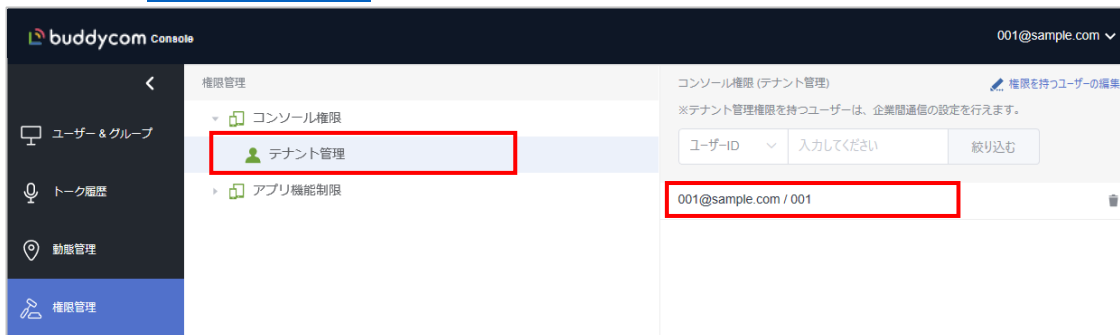 buddycom Console
001@sample.com
権限管理
コンソール権限 (テナント管理)
権限を持つユーザーの編集
※テナント管理権限を持つユーザーは、企業間通信の設定を行えます。
コンソール権限
ユーザー & グループ
テナント管理
ユーザーID
入力してください
絞り込む
トーク履歴
アプリ機能制限
001@sample.com / 001
動態管理
権限管理